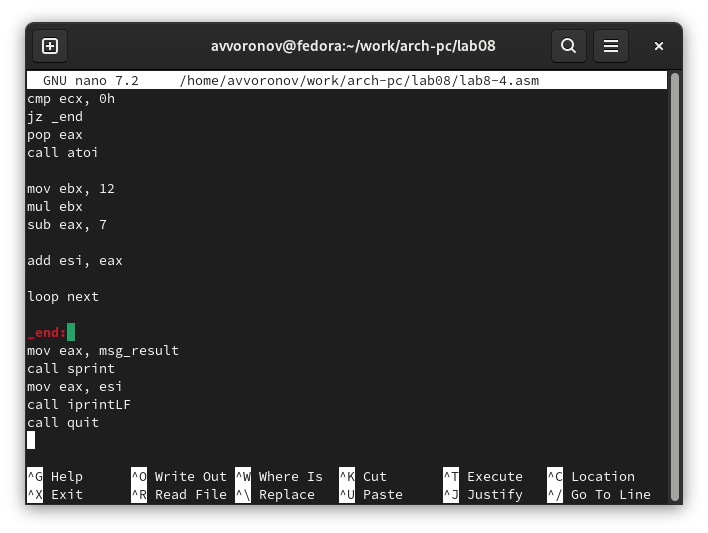 avvoronov@fedora:~/work/arch-pc/lab08
GNU nano 7.2 /home/avvoronov/work/arch-pc/lab08/lab8-4.asm
cmp ecx, 0h
jz _end
pop eax
call atoi
mov ebx, 12
mul ebx
sub eax, 7
add esi, eax
loop next
_end:
mov eax, msg_result
call sprint
mov eax, esi
call iprintLF
call quit
^G Help ^O Write Out ^W Where Is ^K Cut ^T Execute ^C Location
^X Exit ^R Read File ^\ Replace ^U Paste ^J Justify ^/ Go To Line